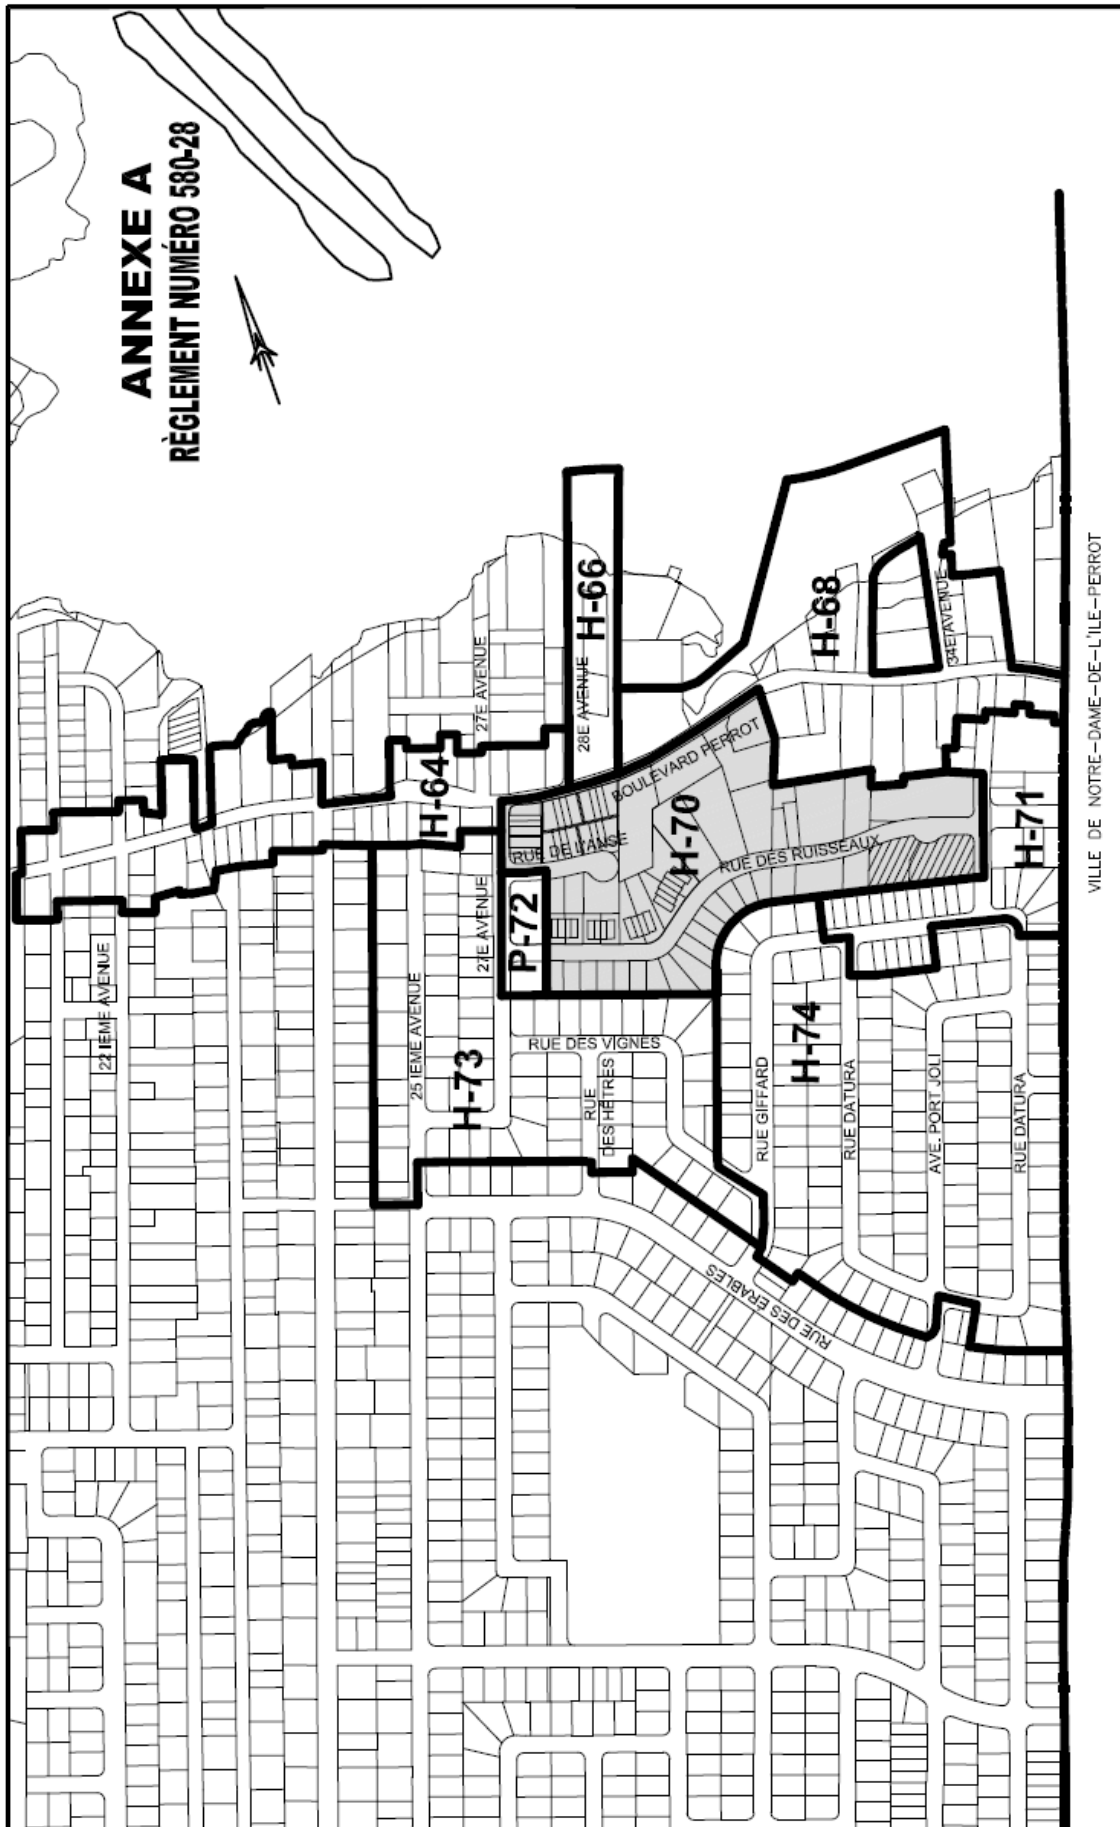 ANNEXE A
RÈGLEMENT NUMÉRO 580-28
H-66
28E AVENUE
27E AVENUE
H-68
34E AVENUE
H-64
BOULEVARD PERROT
H-70
RUE DE L'ANSE
RUE DES RUISSEAUX
H-71
P-72
27E AVENUE
22 IEME AVENUE
25 IEME AVENUE
H-73
RUE DES VIGNES
RUE
DES HÊTRES
H-74
RUE GIFFARD
RUE DATURA
AVE. PORT JOLI
RUE DATURA
RUE DES ÉRABLES
VILLE DE NOTRE-DAME-DE-L'ILE-PERROT